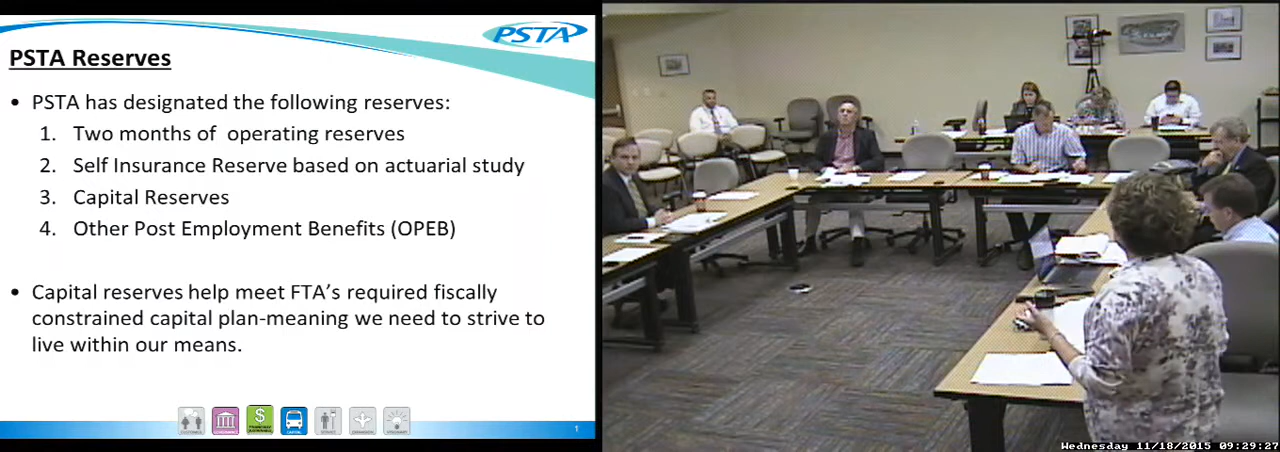 PSTA
PSTA Reserves
• PSTA has designated the following reserves:
1. Two months of operating reserves
2. Self Insurance Reserve based on actuarial study
3. Capital Reserves
4. Other Post Employment Benefits (OPEB)
• Capital reserves help meet FTA's required fiscally
constrained capital plan-meaning we need to strive to
live within our means.
CAPITAL
1
Wednesday 11/18/2015 09:29:27